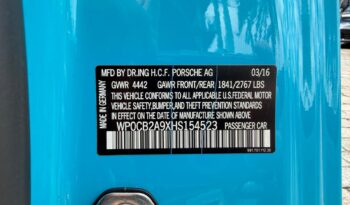 MFD BY DR.ING H.C.F. PORSCHE AG 03/16
GVWR 4442 GAWR FRONT/REAR 1841/2767 LBS
THIS VEHICLE CONFORMS TO ALL APPLICABLE FEDERAL MOTOR
VEHICLE SAFETY,BUMPER,AND THEFT PREVENTION STANDARDS
IN EFFECT ON THE DATE OF MANUFACTURE SHOWN ABOVE.
WP0CB2A9XHS154523 PASSENGER CAR
MADE IN GERMANY